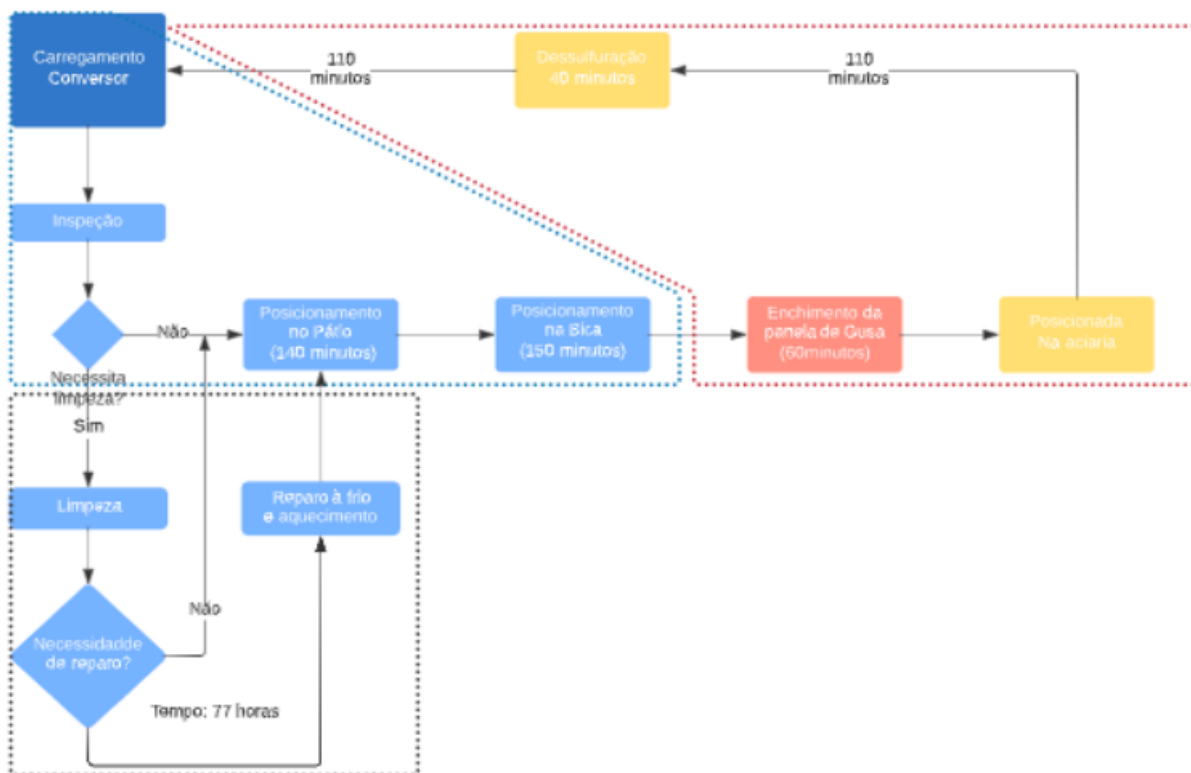 Carregamento
Conversor
110
minutos
Dessulfuração
40 minutos
110
minutos
Inspeção
Não
Posicionamento
no Pátio
(140 minutos)
Posicionamento
na Bica
(150 minutos)
Enchimento da
panela de Gusa
(60minutos)
Posicionada
Na aciaria
Necessita
limpeza?
Sim
Limpeza
Reparo à frio
e aquecimento
Não
Necessidadde
de reparo?
Tempo: 77 horas